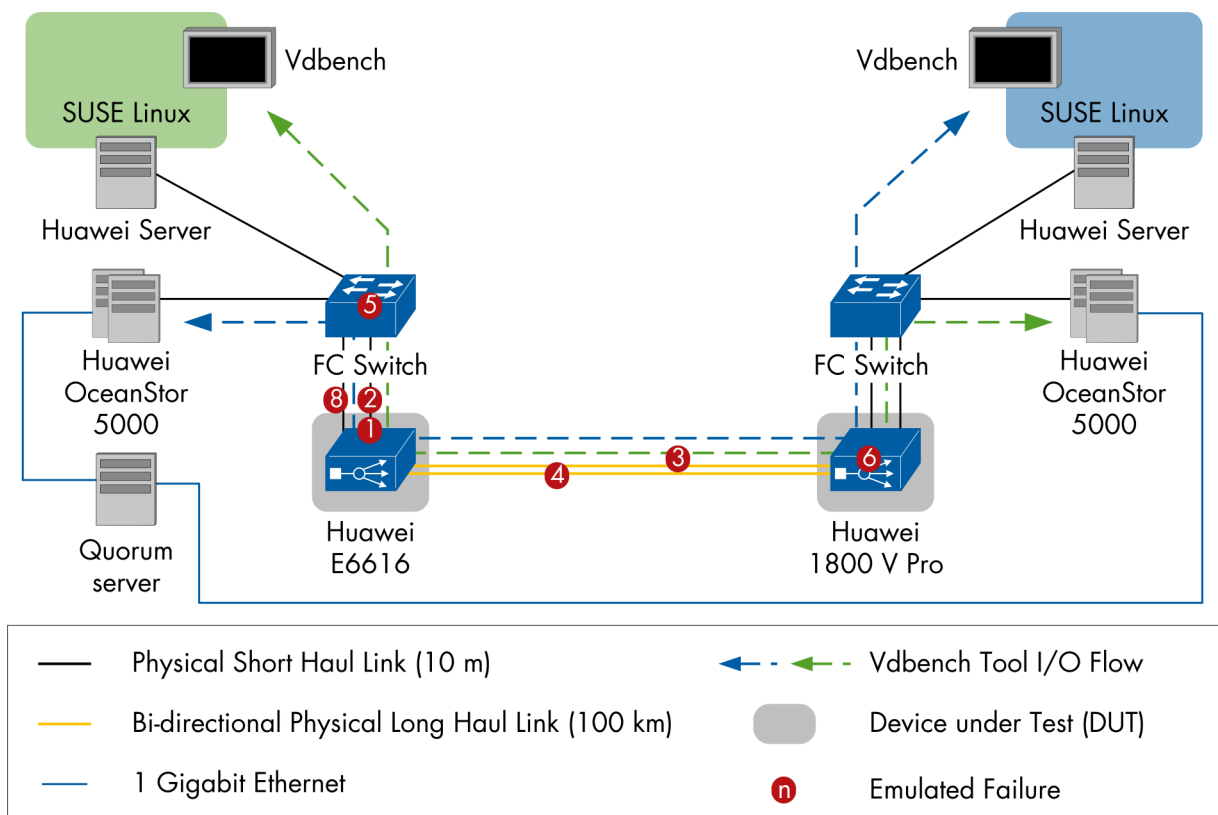 Vdbench
Vdbench
SUSE Linux
SUSE Linux
Huawei Server
Huawei Server
5
Huawei
OceanStor
5000
FC Switch
FC Switch
Huawei
OceanStor
5000
8
2
1
3
4
6
Quorum
server
Huawei
E6616
Huawei
1800 V Pro
Physical Short Haul Link (10 m)
Vdbench Tool I/O Flow
Bi-directional Physical Long Haul Link (100 km)
Device under Test (DUT)
1 Gigabit Ethernet
n
Emulated Failure